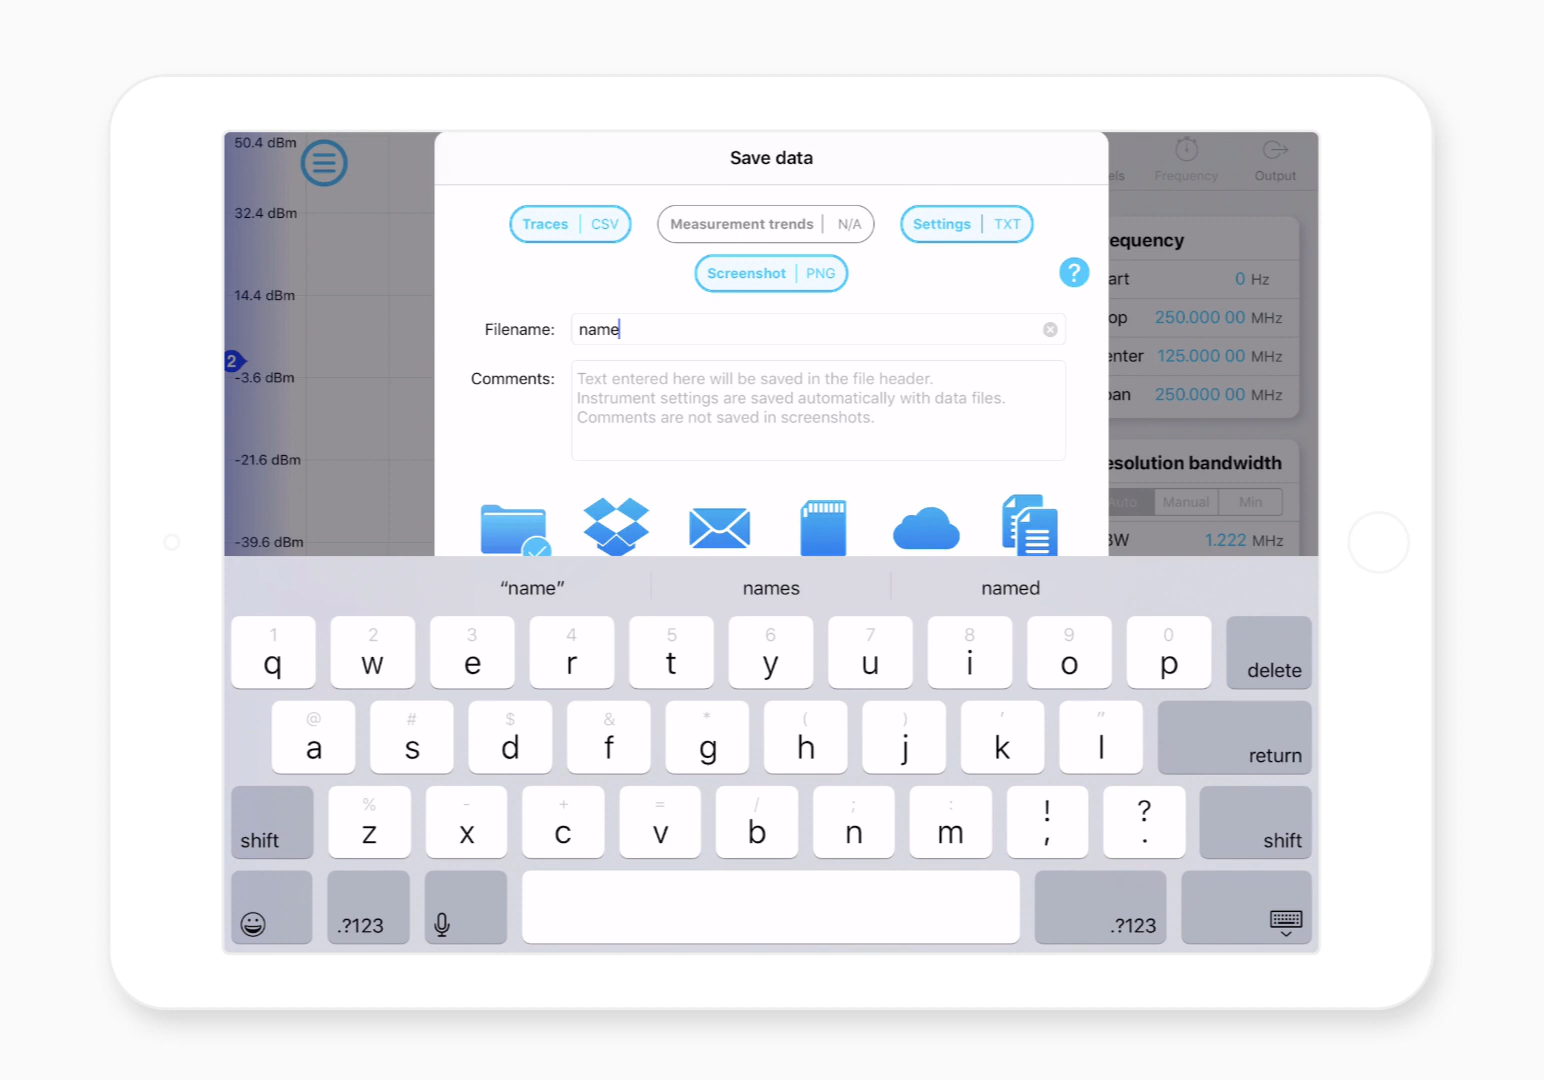 50.4 dBm
32.4 dBm
14.4 dBm
2
-3.6 dBm
-21.6 dBm
-39.6 dBm
Save data
Traces | CSV
Measurement trends | N/A
Settings | TXT
Screenshot | PNG
?
Filename: name
Comments: Text entered here will be saved in the file header.
Instrument settings are saved automatically with data files.
Comments are not saved in screenshots.
els
Frequency
Output
equency
art 0 Hz
op 250.000 00 MHz
enter 125.000 00 MHz
pan 250.000 00 MHz
esolution bandwidth
Auto Manual Min
BW 1.222 MHz
“name” names named
1 2 3 4 5 6 7 8 9 0
q w e r t y u i o p delete
@ # $ & * ( ) ' "
a s d f g h j k l return
% - + = / ; : ! ?
shift z x c v b n m , . shift
.?123 .?123